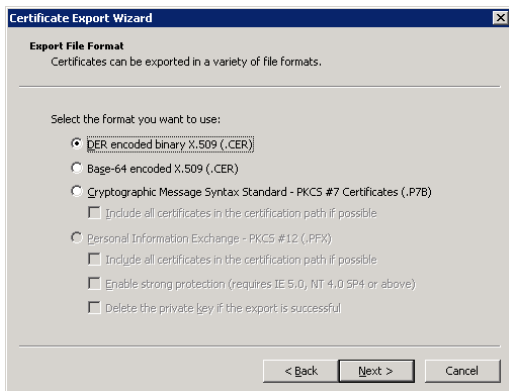 Certificate Export Wizard
Export File Format
Certificates can be exported in a variety of file formats.
Select the format you want to use:
DER encoded binary X.509 (.CER)
Base-64 encoded X.509 (.CER)
Cryptographic Message Syntax Standard - PKCS #7 Certificates (.P7B)
Include all certificates in the certification path if possible
Personal Information Exchange - PKCS #12 (.PFX)
Include all certificates in the certification path if possible
Enable strong protection (requires IE 5.0, NT 4.0 SP4 or above)
Delete the private key if the export is successful
< Back Next > Cancel